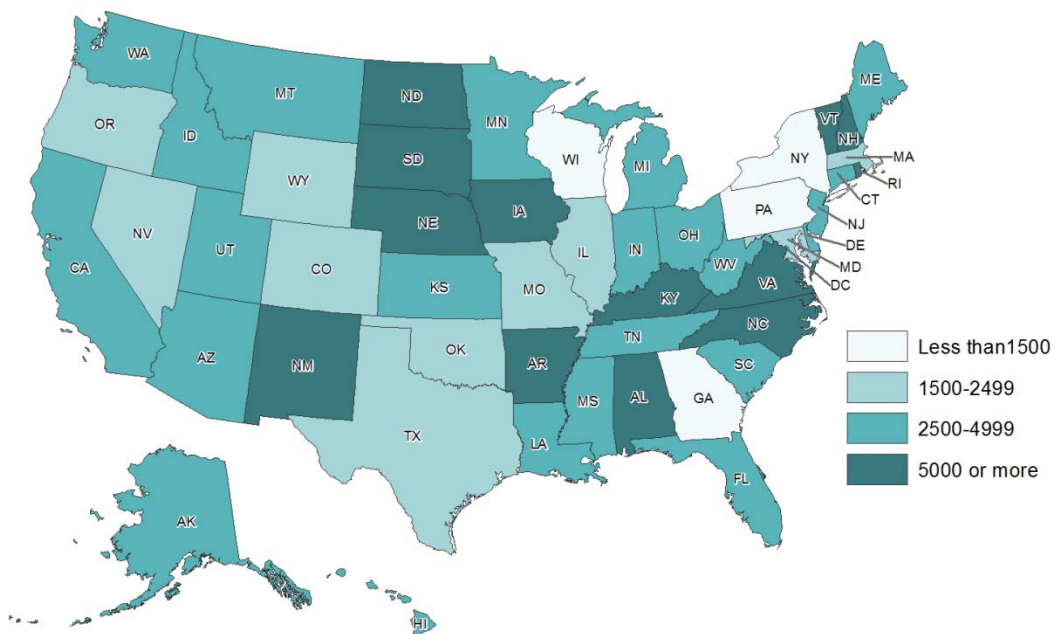 WA
ME
MT
ND
MN
VT
NH
OR
ID
WI
NY
MA
SD
MI
RI
WY
CT
PA
NJ
IA
NE
OH
DE
NV
IL
IN
MD
UT
WV
DC
CO
VA
CA
KS
MO
KY
NC
TN
OK
AZ
NM
AR
SC
MS
AL
GA
TX
LA
FL
AK
HI
Less than1500
1500-2499
2500-4999
5000 or more